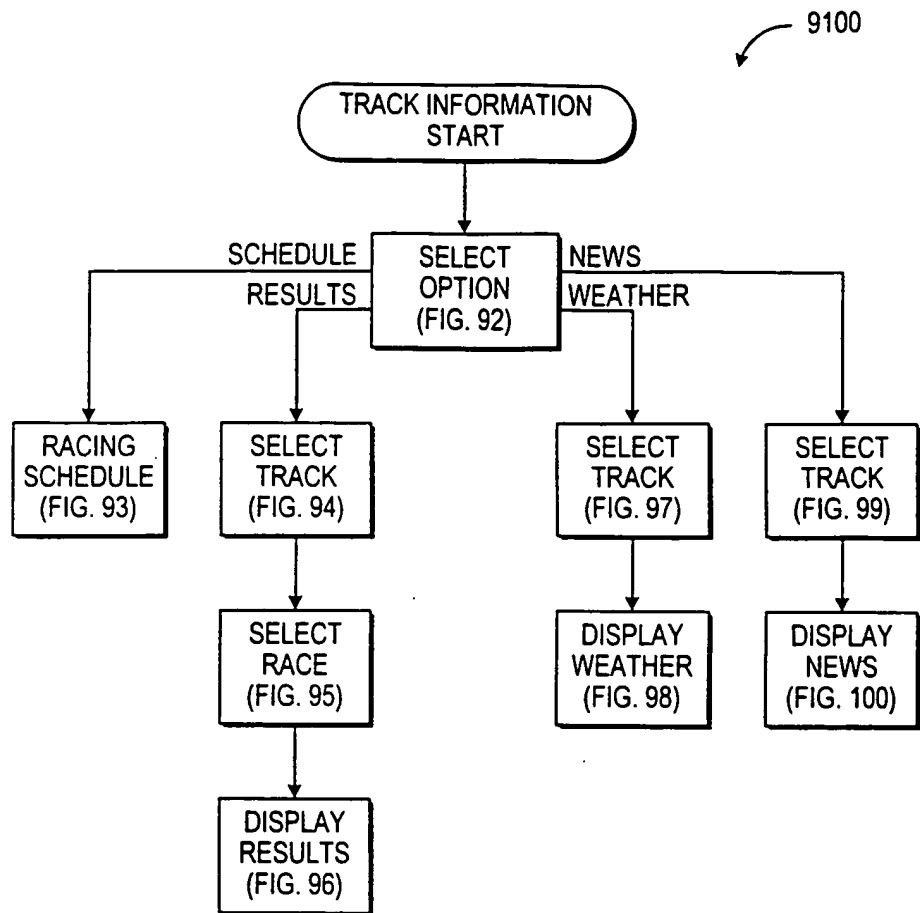 9100
TRACK INFORMATION
START
SCHEDULE
RESULTS
SELECT
OPTION
(FIG. 92)
NEWS
WEATHER
RACING
SCHEDULE
(FIG. 93)
SELECT
TRACK
(FIG. 94)
SELECT
TRACK
(FIG. 97)
SELECT
TRACK
(FIG. 99)
SELECT
RACE
(FIG. 95)
DISPLAY
WEATHER
(FIG. 98)
DISPLAY
NEWS
(FIG. 100)
DISPLAY
RESULTS
(FIG. 96)